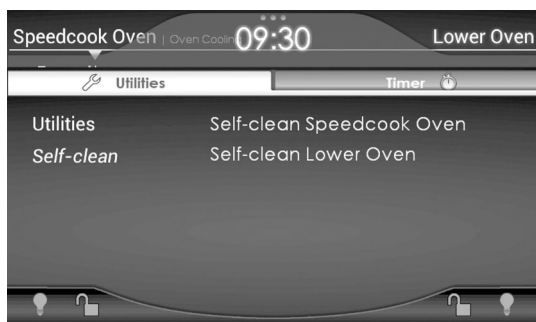 Speedcook Oven | Oven Cooling 09:30 Lower Oven
Utilities Timer
Utilities Self-clean Speedcook Oven
Self-clean Self-clean Lower Oven